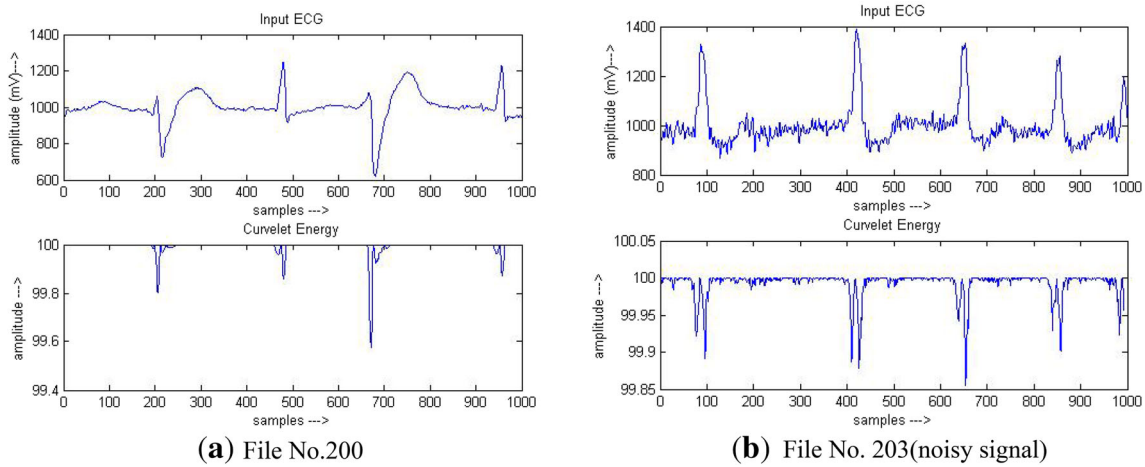 Input ECG
amplitude (mV)--->
1400
1200
1000
800
600
0 100 200 300 400 500 600 700 800 900 1000
samples --->
Curvelet Energy
amplitude --->
100
99.8
99.6
99.4
0 100 200 300 400 500 600 700 800 900 1000
samples --->
(a) File No.200
Input ECG
amplitude (mV)--->
1400
1200
1000
800
0 100 200 300 400 500 600 700 800 900 1000
samples --->
Curvelet Energy
amplitude --->
100.05
100
99.95
99.9
99.85
0 100 200 300 400 500 600 700 800 900 1000
samples --->
(b) File No. 203(noisy signal)